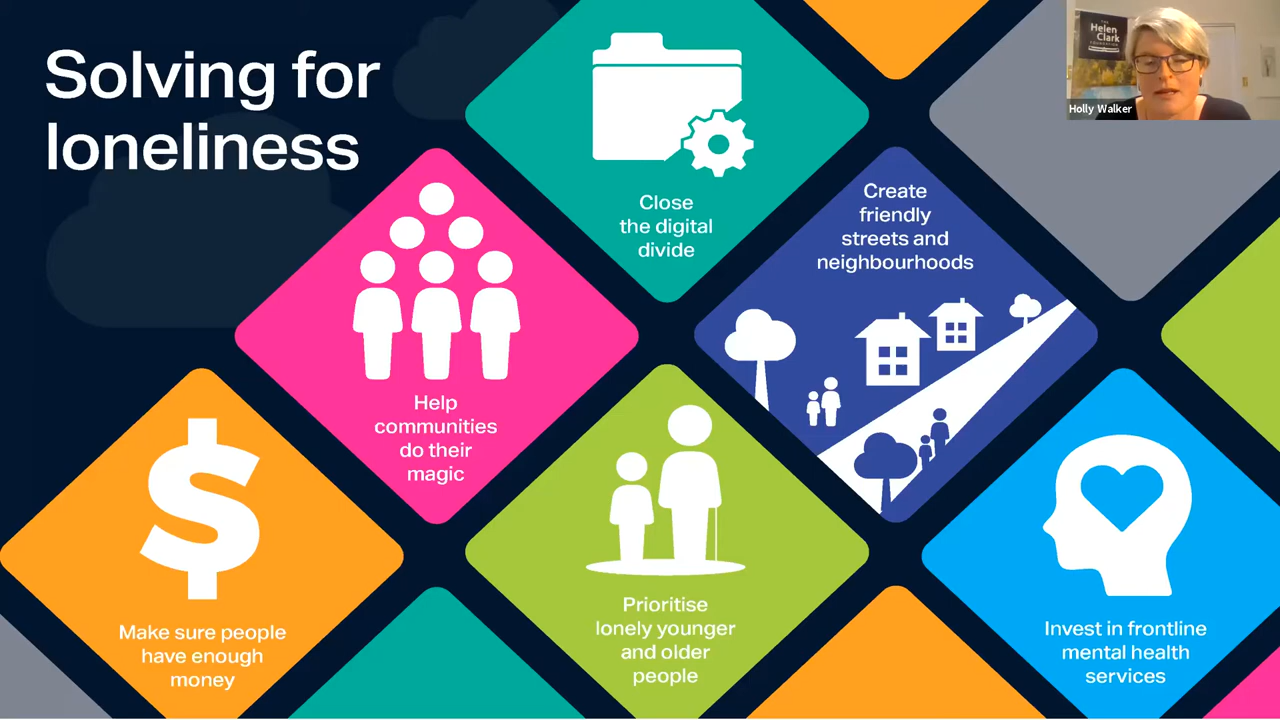 Solving for
loneliness
THE
Helen
Clark
FOUNDATION
Holly Walker
Close
the digital
divide
Create
friendly
streets and
neighbourhoods
Help
communities
do their
magic
Make sure people
have enough
money
Prioritise
lonely younger
and older
people
Invest in frontline
mental health
services